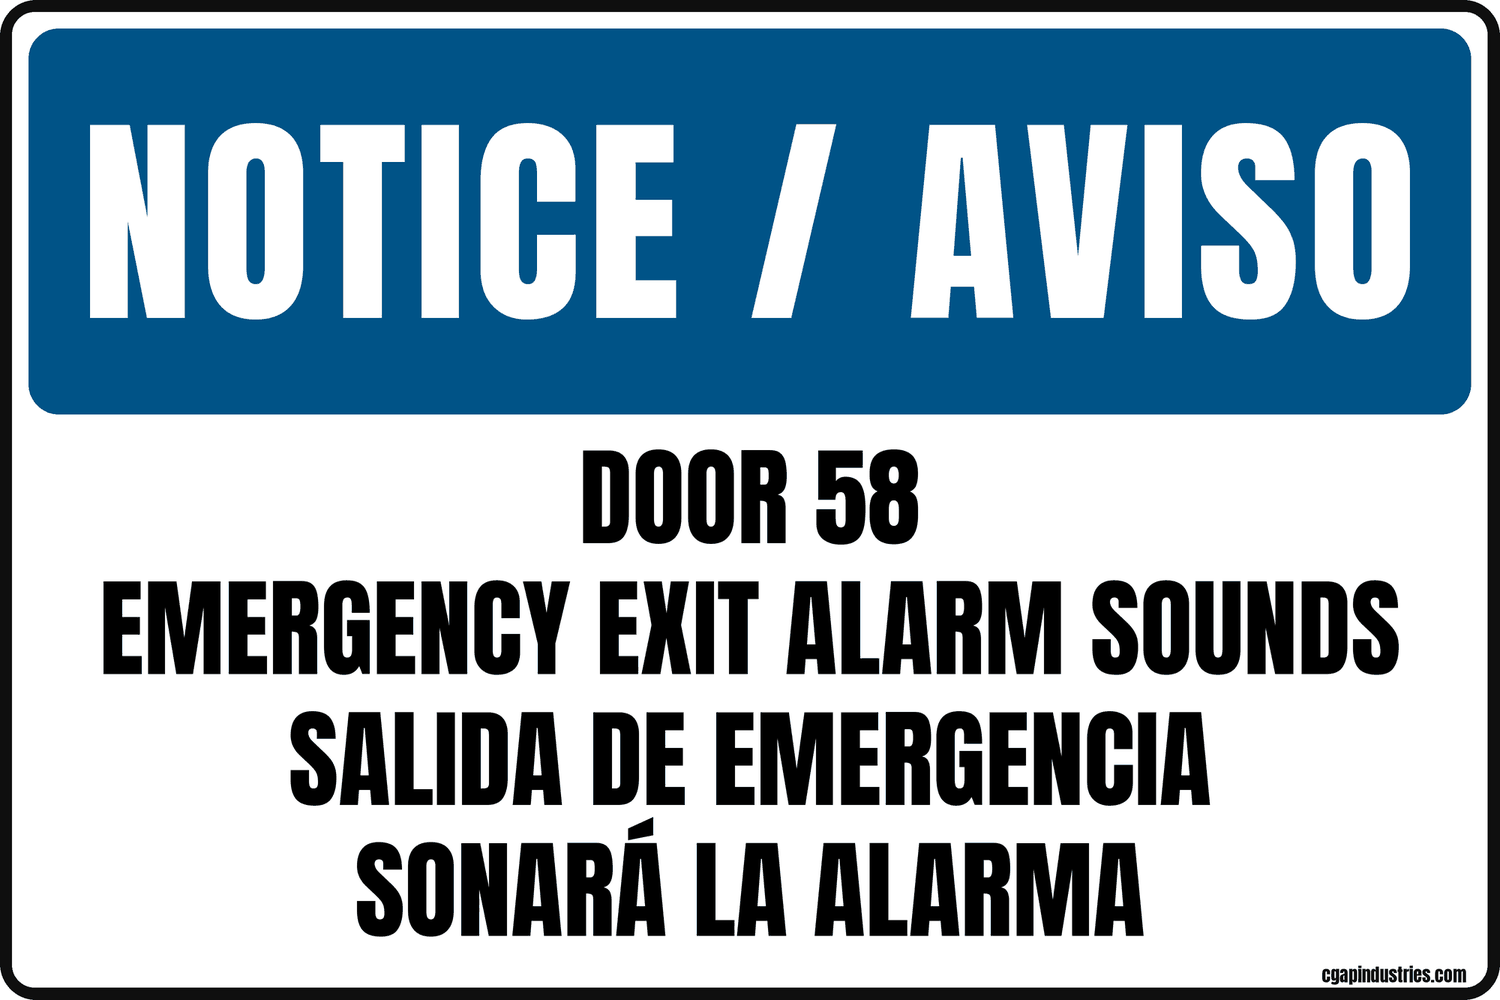 NOTICE / AVISO
DOOR 58
EMERGENCY EXIT ALARM SOUNDS
SALIDA DE EMERGENCIA
SONARÁ LA ALARMA
cgapindustries.com